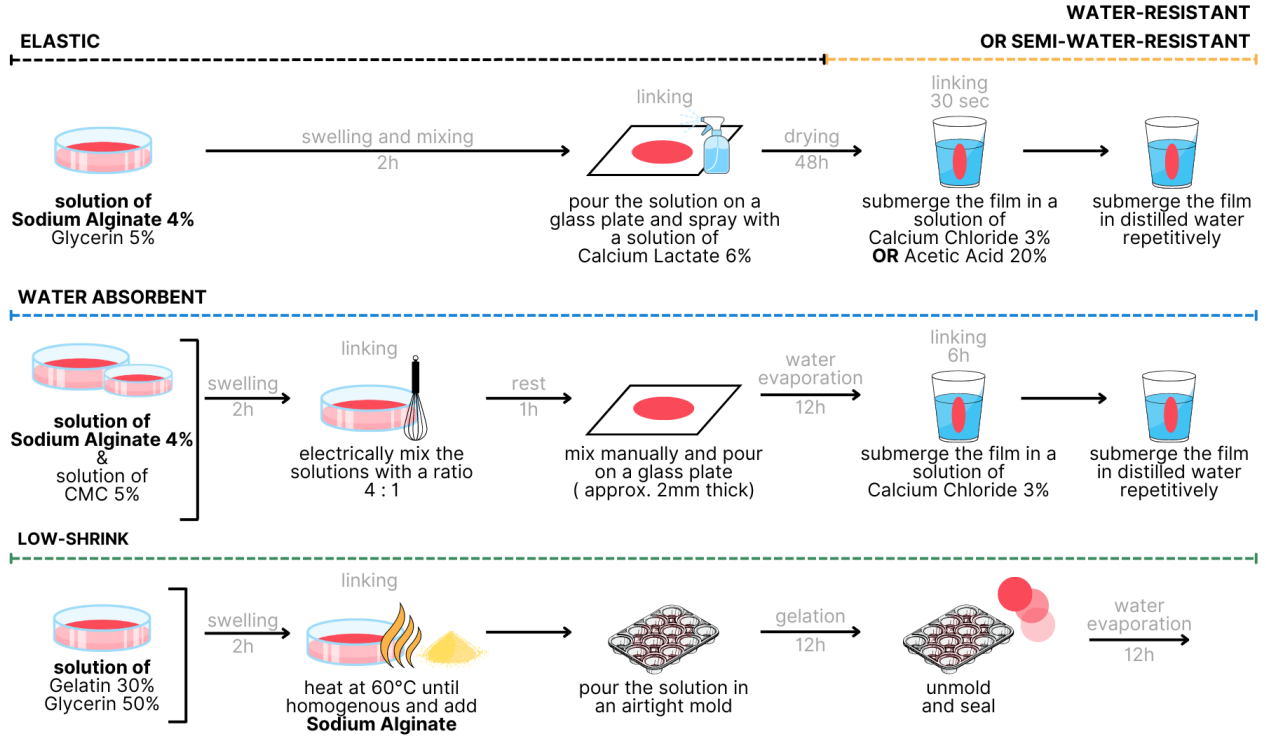 WATER-RESISTANT
ELASTIC
OR SEMI-WATER-RESISTANT
linking
30 sec
linking
swelling and mixing
2h
drying
48h
solution of
Sodium Alginate 4%
Glycerin 5%
pour the solution on a
glass plate and spray with
a solution of
Calcium Lactate 6%
submerge the film in a
solution of
Calcium Chloride 3%
OR Acetic Acid 20%
submerge the film
in distilled water
repetitively
WATER ABSORBENT
linking
water
evaporation
12h
linking
6h
swelling
2h
rest
1h
solution of
Sodium Alginate 4%
&
solution of
CMC 5%
electrically mix the
solutions with a ratio
4 : 1
mix manually and pour
on a glass plate
( approx. 2mm thick)
submerge the film in a
solution of
Calcium Chloride 3%
submerge the film
in distilled water
repetitively
LOW-SHRINK
linking
swelling
2h
gelation
12h
water
evaporation
12h
solution of
Gelatin 30%
Glycerin 50%
heat at 60°C until
homogenous and add
Sodium Alginate
pour the solution in
an airtight mold
unmold
and seal